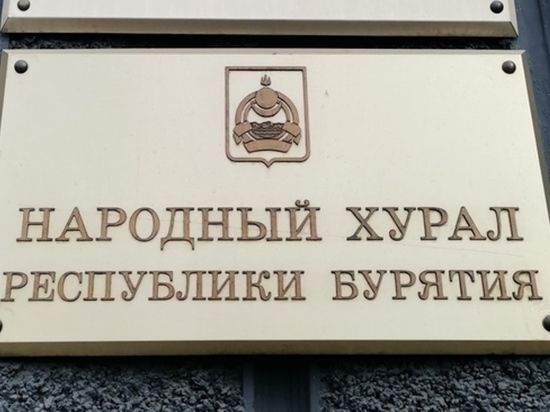 НАРОДНЫЙ ХУРАЛ
РЕСПУБЛИКИ БУРЯТИЯ